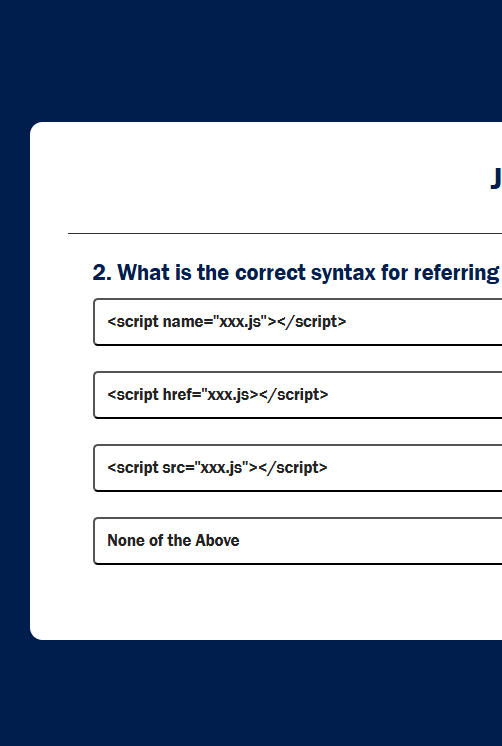 J
2. What is the correct syntax for referring
<script name="xxx.js"></script>
<script href="xxx.js></script>
<script src="xxx.js"></script>
None of the Above